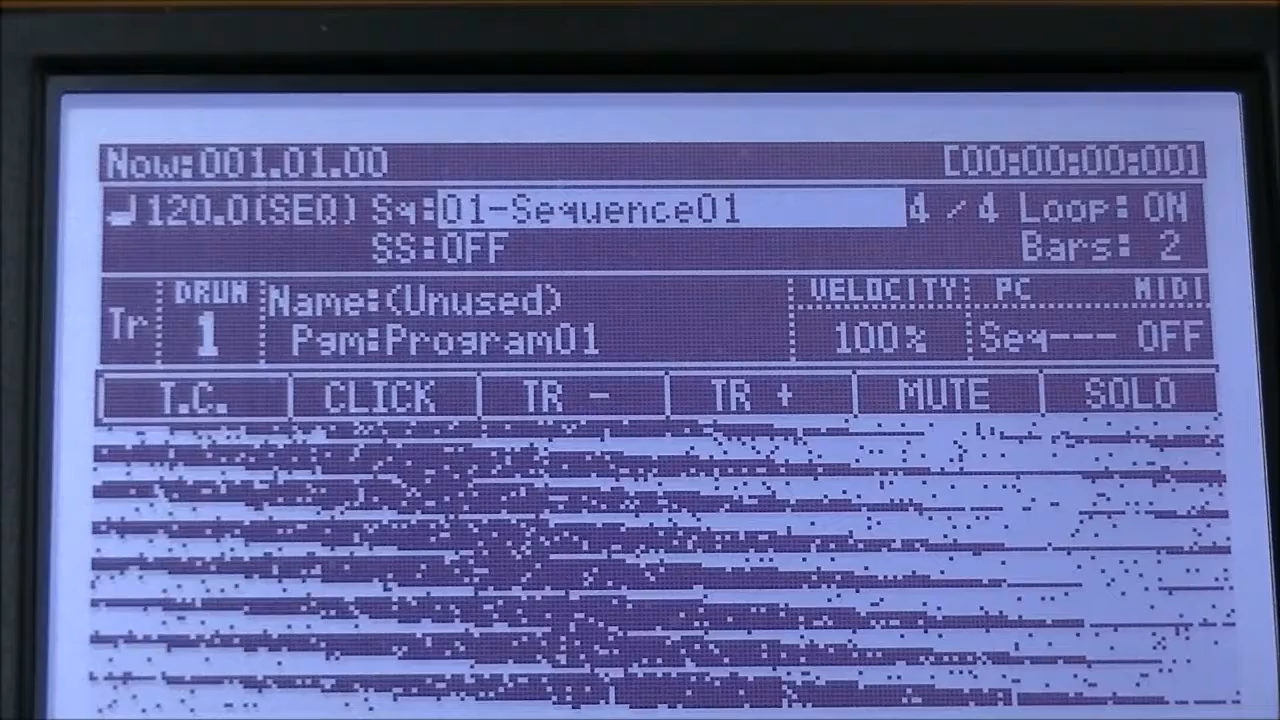 Now:001.01.00 [00:00:00:00]
♩120.0(SEQ) Sq:01-Sequence01 4/4 Loop: ON
SS:OFF Bars: 2
Tr DRUM 1 Name:(Unused) VELOCITY PC MIDI
Pgm:Program01 100% Seq--- OFF
T.C. CLICK TR - TR + MUTE SOLO